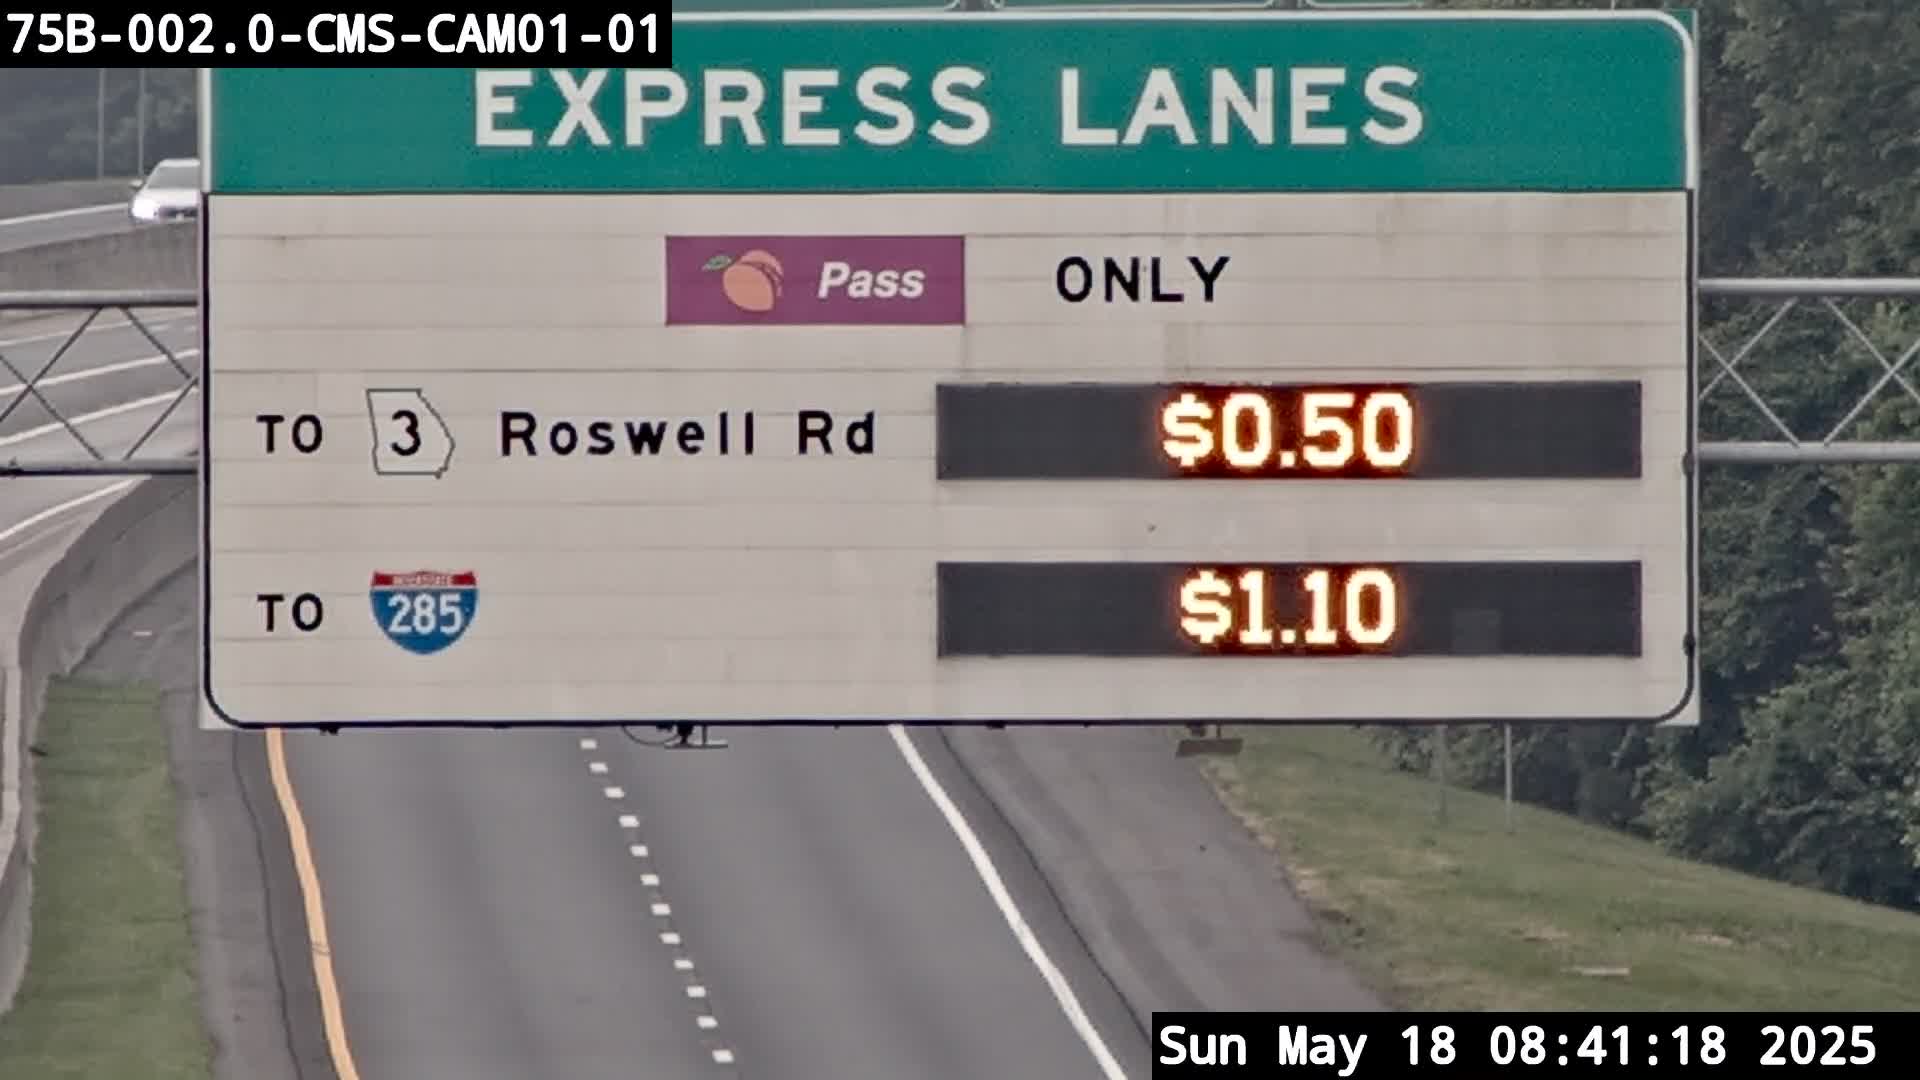 75B-002.0-CMS-CAM01-01
EXPRESS LANES
Pass ONLY
TO 3 Roswell Rd $0.50
INTERSTATE
TO 285 $1.10
Sun May 18 08:41:18 2025